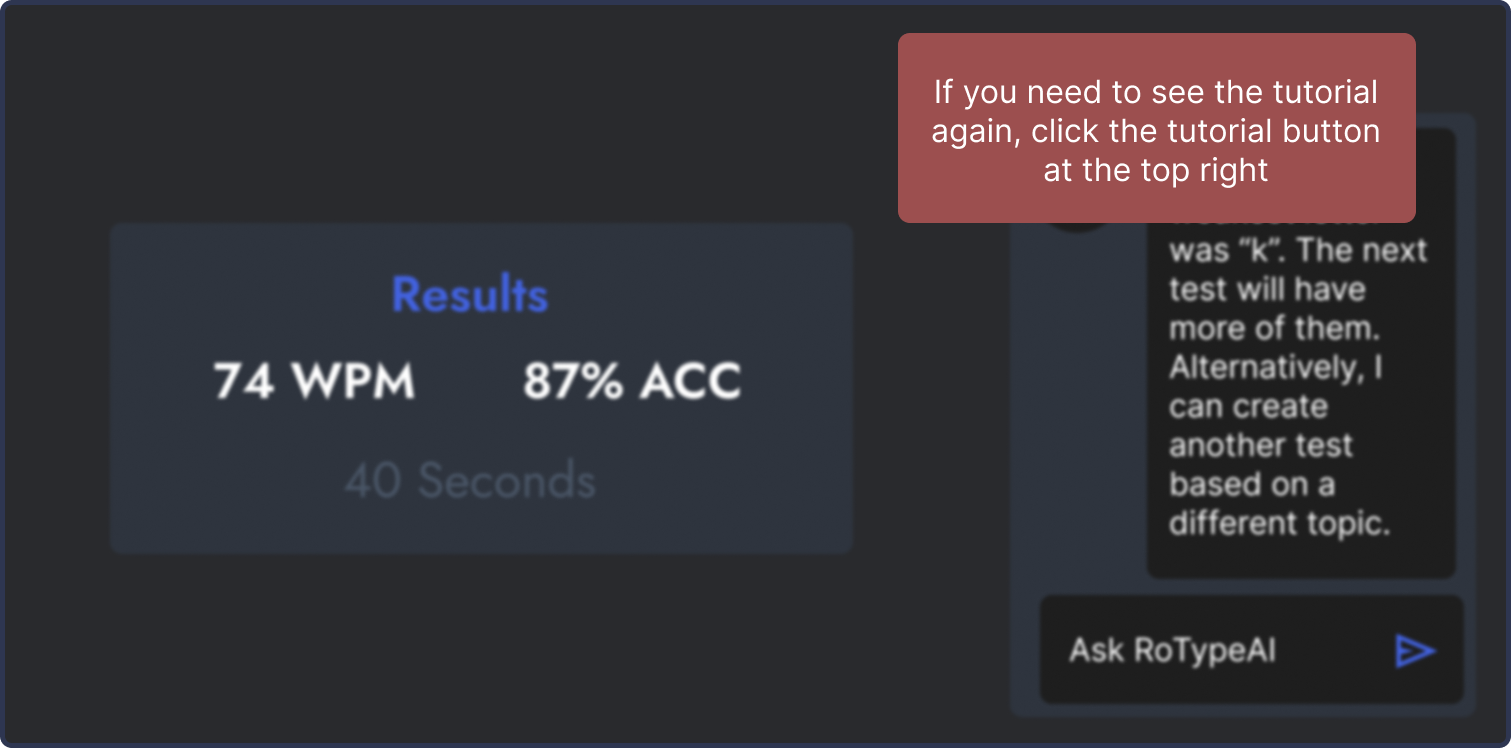 If you need to see the tutorial
again, click the tutorial button
at the top right
Results
74 WPM 87% ACC
40 Seconds
was “k”. The next
test will have
more of them.
Alternatively, I
can create
another test
based on a
different topic.
Ask RoTypeAI